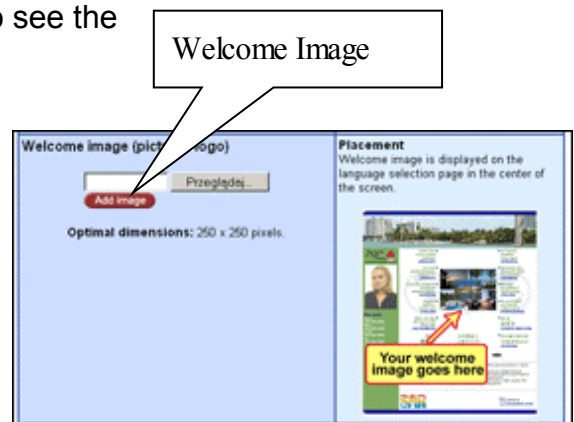 o see the
Welcome Image
Welcome image (pict
logo)
Przeglądaj...
Add image
Optimal dimensions: 250 x 250 pixels.
Placement
Welcome image is displayed on the
language selection page in the center of
the screen.
Your welcome
image goes here